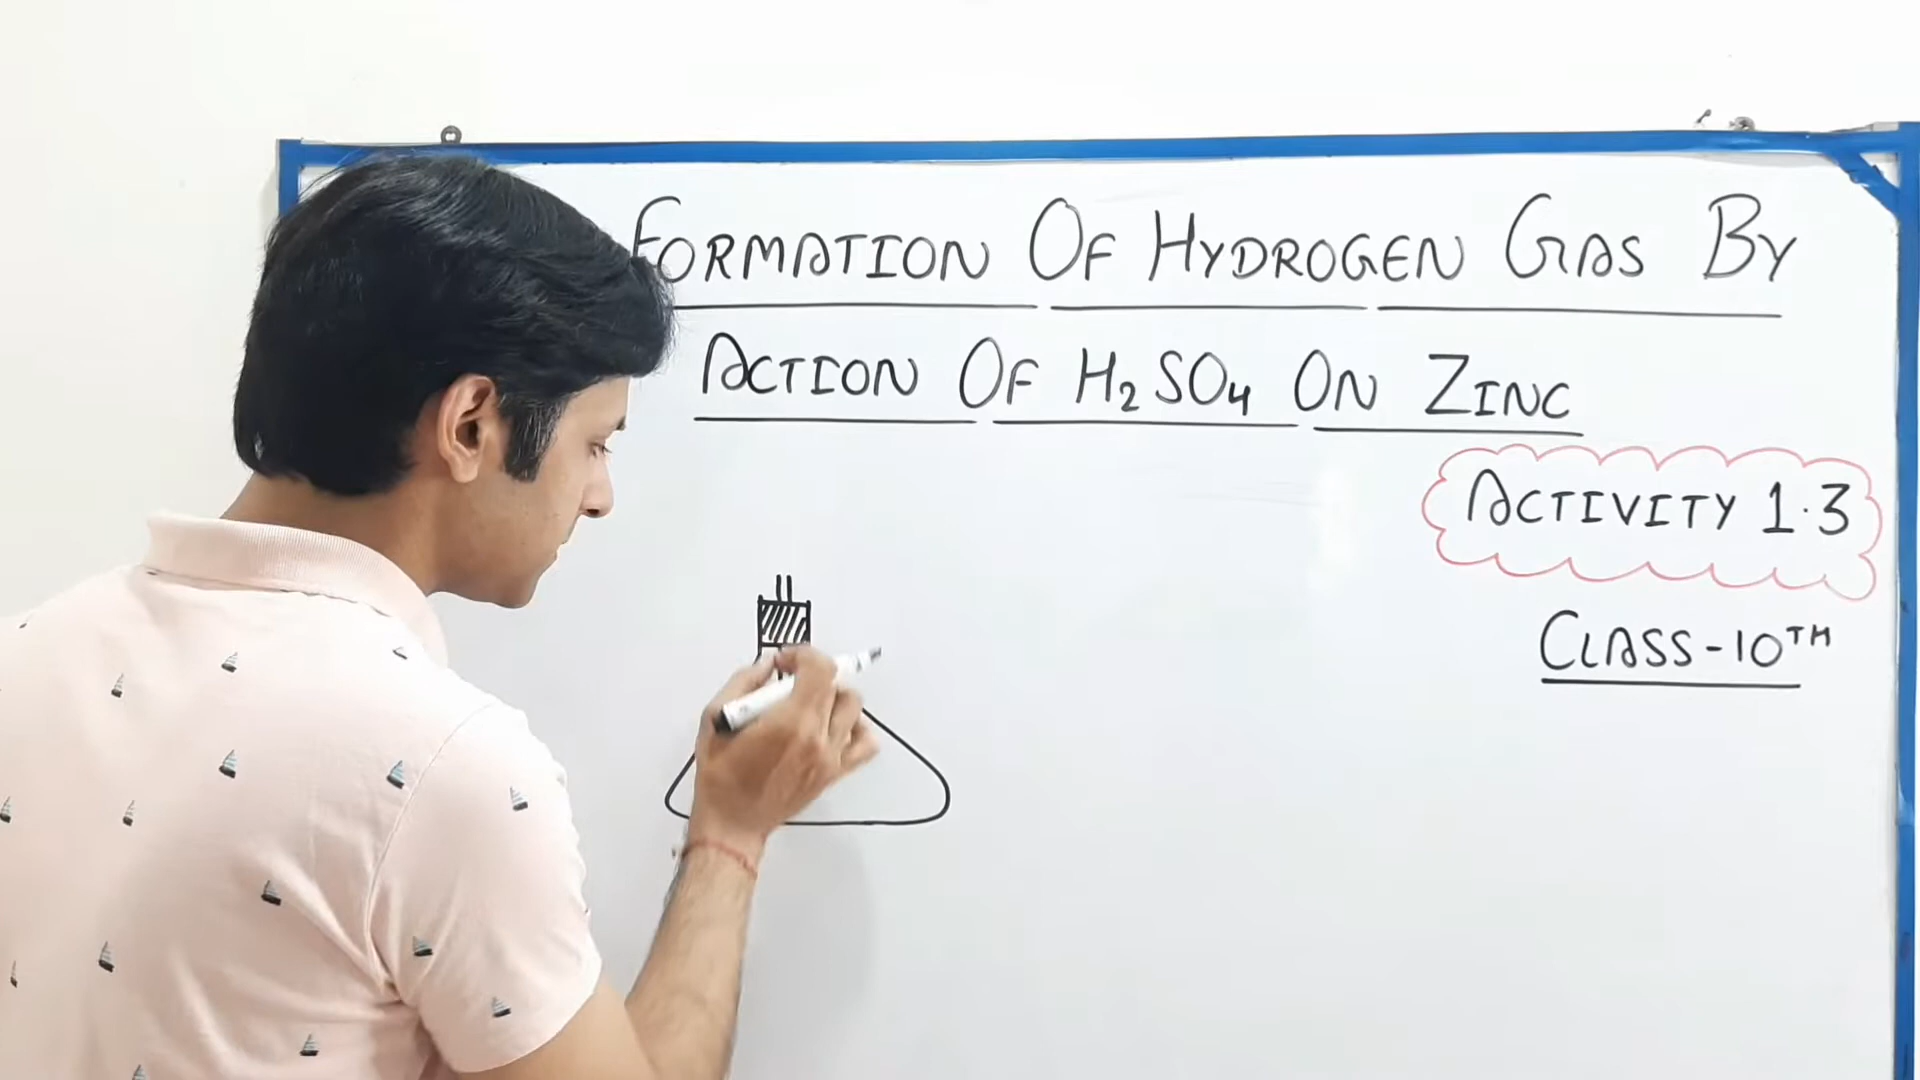 FORMATION OF HYDROGEN GAS BY
ACTION OF H₂SO₄ ON ZINC
ACTIVITY 1.3
CLASS-10TH